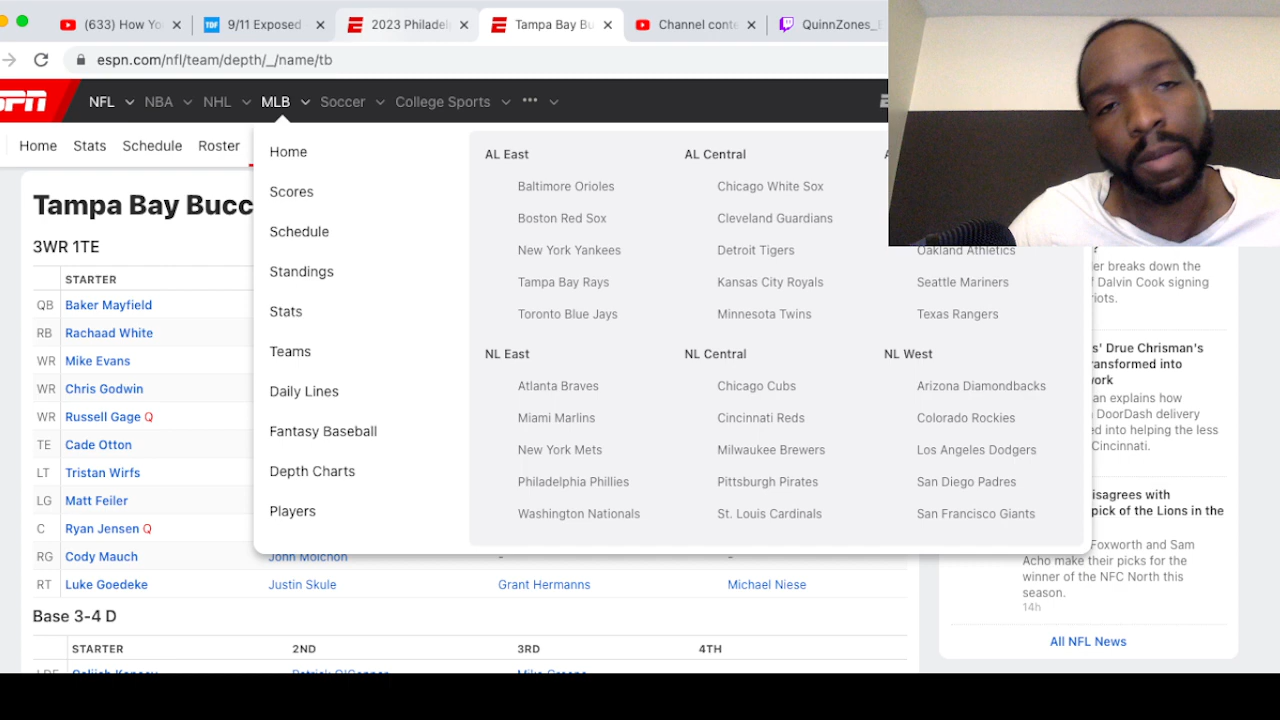 (633) How Yo
9/11 Exposed
2023 Philadel
Tampa Bay Bu
Channel conte
QuinnZones_
espn.com/nfl/team/depth/_/name/tb
NFL NBA NHL MLB Soccer College Sports
Home Stats Schedule Roster
Tampa Bay Bucc
3WR 1TE
STARTER
QB Baker Mayfield
RB Rachaad White
WR Mike Evans
WR Chris Godwin
WR Russell Gage Q
TE Cade Otton
LT Tristan Wirfs
LG Matt Feiler
C Ryan Jensen Q
RG Cody Mauch John Molchon - -
RT Luke Goedeke Justin Skule Grant Hermanns Michael Niese
Base 3-4 D
STARTER 2ND 3RD 4TH
Home
Scores
Schedule
Standings
Stats
Teams
Daily Lines
Fantasy Baseball
Depth Charts
Players
AL East
Baltimore Orioles
Boston Red Sox
New York Yankees
Tampa Bay Rays
Toronto Blue Jays
AL Central
Chicago White Sox
Cleveland Guardians
Detroit Tigers
Kansas City Royals
Minnesota Twins
Oakland Athletics
Seattle Mariners
Texas Rangers
NL East
Atlanta Braves
Miami Marlins
New York Mets
Philadelphia Phillies
Washington Nationals
NL Central
Chicago Cubs
Cincinnati Reds
Milwaukee Brewers
Pittsburgh Pirates
St. Louis Cardinals
NL West
Arizona Diamondbacks
Colorado Rockies
Los Angeles Dodgers
San Diego Padres
San Francisco Giants
er breaks down the
f Dalvin Cook signing
riots.
s' Drue Chrisman's
ransformed into
work
an explains how
DoorDash delivery
ed into helping the less
Cincinnati.
isagrees with
pick of the Lions in the
Foxworth and Sam
Acho make their picks for the
winner of the NFC North this
season.
14h
All NFL News